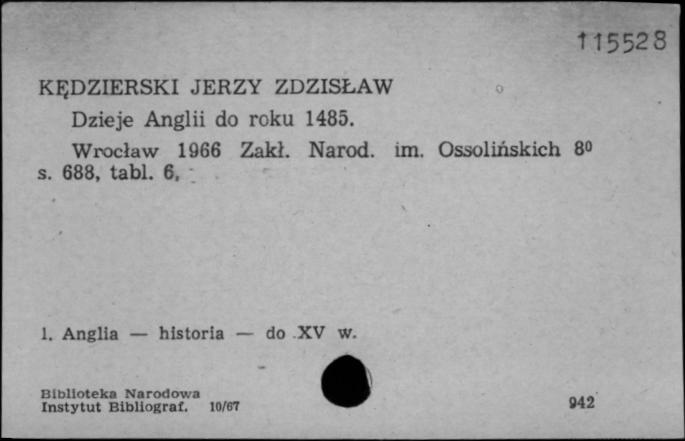 115528
KĘDZIERSKI JERZY ZDZISŁAW
Dzieje Anglii do roku 1485.
Wrocław 1966 Zakł. Narod. im. Ossolińskich 8⁰
s. 688, tabl. 6,
1. Anglia — historia — do XV w.
Biblioteka Narodowa
Instytut Bibliograf. 10/67
942